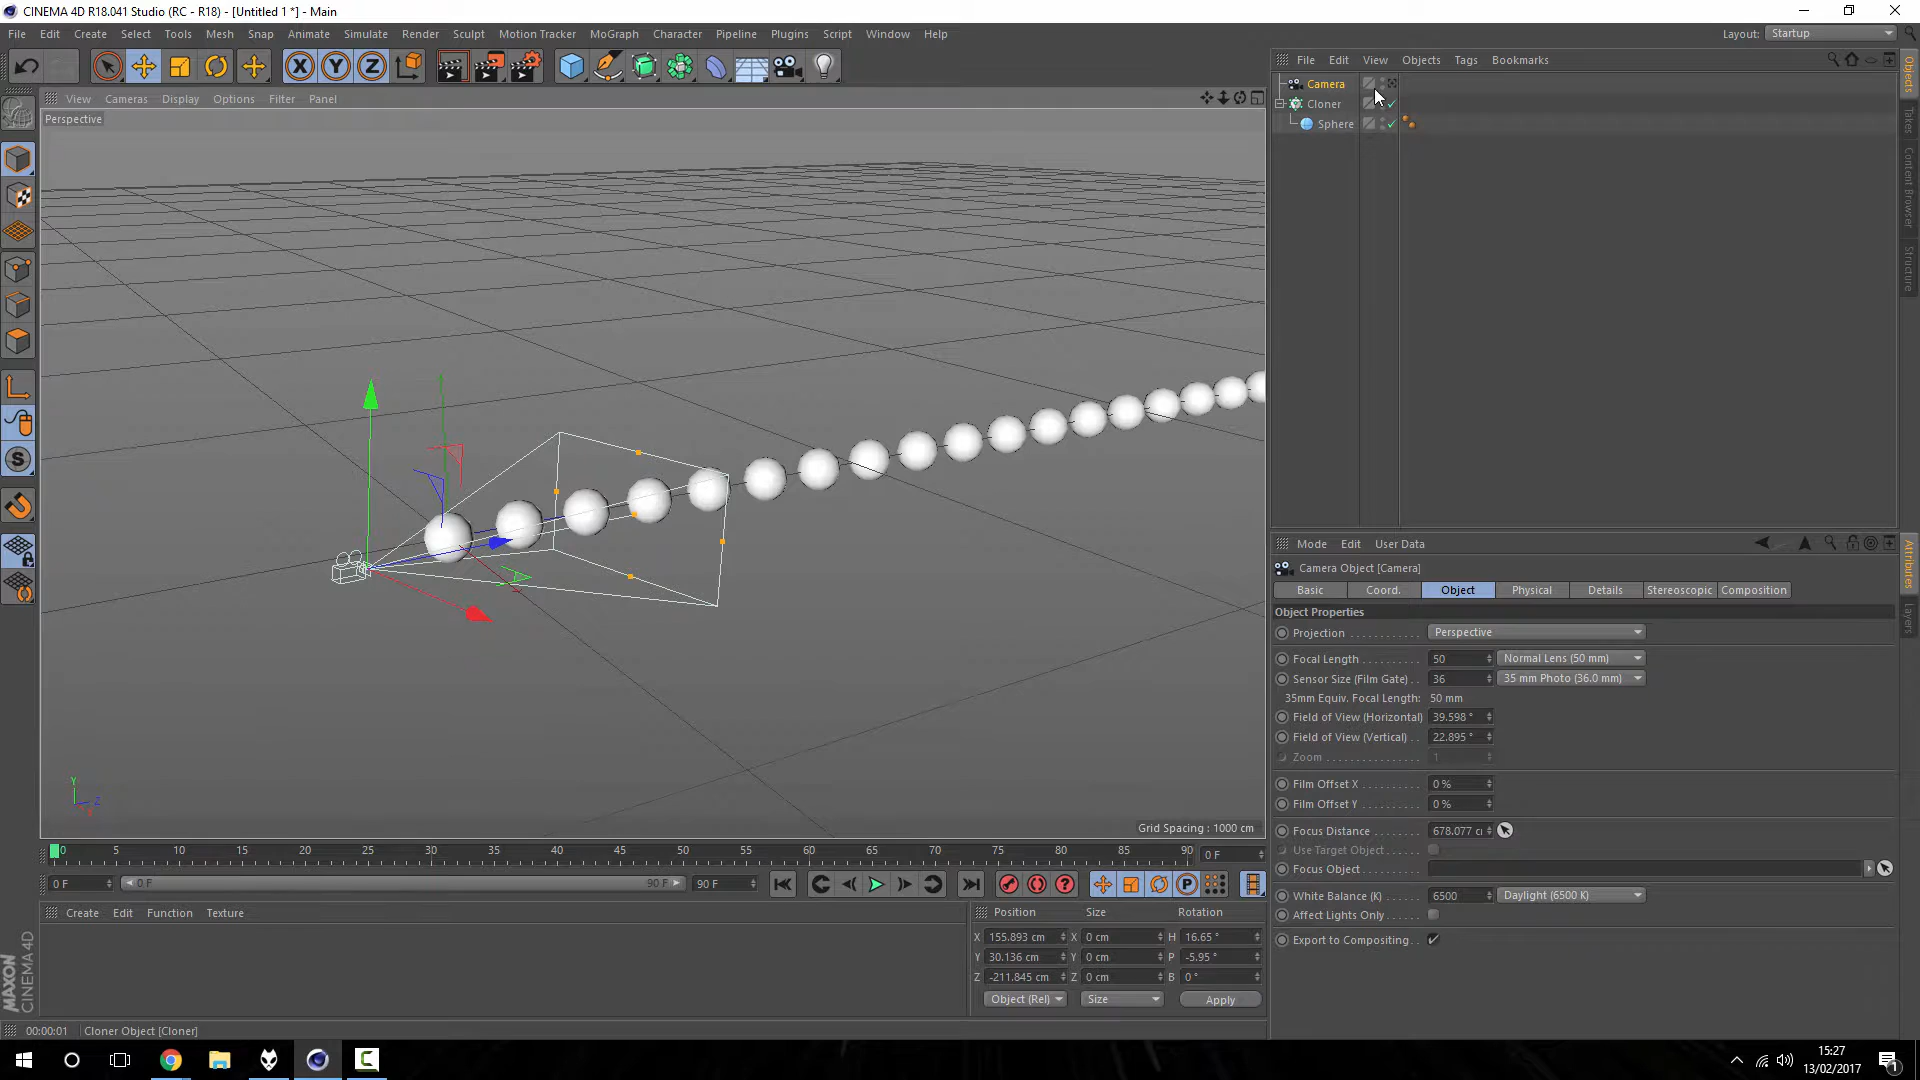 CINEMA 4D R18.041 Studio (RC - R18) - [Untitled 1 *] - Main
File Edit Create Select Tools Mesh Snap Animate Simulate Render Sculpt Motion Tracker MoGraph Character Pipeline Plugins Script Window Help
Layout: Startup
X Y Z
File Edit View Objects Tags Bookmarks
Camera
Cloner
Sphere
Objects
Takes
Content Browser
Structure
View Cameras Display Options Filter Panel
Perspective
Y
Z
X
Grid Spacing : 1000 cm
0 5 10 15 20 25 30 35 40 45 50 55 60 65 70 75 80 85 90 0 F
0 F 0 F 90 F 90 F
Create Edit Function Texture
Position Size Rotation
X 155.893 cm X 0 cm H 16.65 °
Y 30.136 cm Y 0 cm P -5.95 °
Z -211.845 cm Z 0 cm B 0 °
Object (Rel) Size Apply
MAXON
CINEMA 4D
00:00:01 Cloner Object [Cloner]
Mode Edit User Data
Camera Object [Camera]
Basic Coord. Object Physical Details Stereoscopic Composition
Object Properties
Projection Perspective
Focal Length 50 Normal Lens (50 mm)
Sensor Size (Film Gate) 36 35 mm Photo (36.0 mm)
35mm Equiv. Focal Length: 50 mm
Field of View (Horizontal) 39.598 °
Field of View (Vertical) 22.895 °
Zoom 1
Film Offset X 0 %
Film Offset Y 0 %
Focus Distance 678.077 c
Use Target Object
Focus Object
White Balance (K) 6500 Daylight (6500 K)
Affect Lights Only
Export to Compositing
Attributes
Layers
15:27
13/02/2017
1